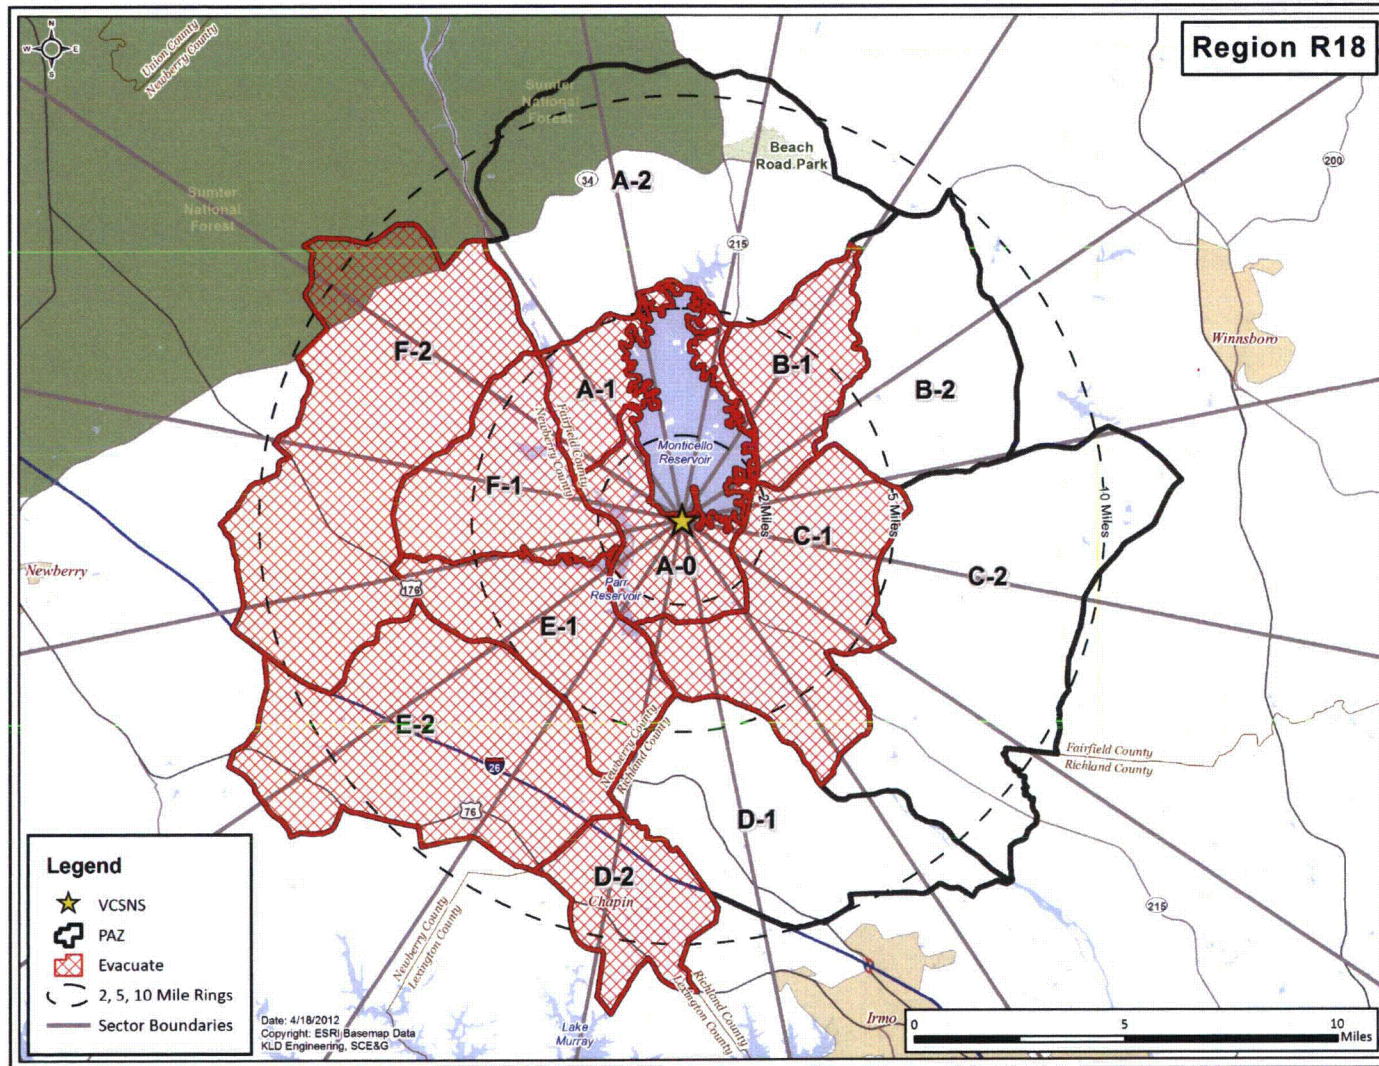 Region R18
N
W
E
S
Union County
Newberry County
Sumter
National
Forest
Beach
Road Park
34
A-2
200
Sumter
National
Forest
215
Winnsboro
F-2
A-1
B-1
B-2
Fairfield County
Newberry County
Monticello
Reservoir
F-1
2 Miles
5 Miles
10 Miles
C-1
A-0
C-2
Newberry
176
Parr
Reservoir
E-1
E-2
Newberry County
Richland County
Fairfield County
Richland County
26
76
D-1
D-2
Chapin
215
Newberry County
Lexington County
Richland County
Lexington County
Irmo
Lake
Murray
Legend
VCSNS
PAZ
Evacuate
2, 5, 10 Mile Rings
Sector Boundaries
Date: 4/18/2012
Copyright: ESRI Basemap Data
KLD Engineering, SCE&G
0
5
10
Miles